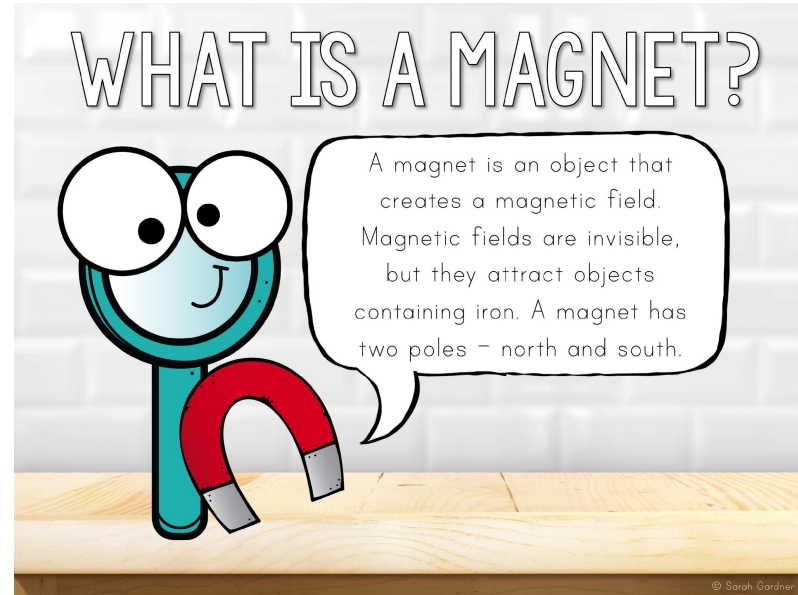 WHAT IS A MAGNET?
A magnet is an object that
creates a magnetic field.
Magnetic fields are invisible,
but they attract objects
containing iron. A magnet has
two poles – north and south.
© Sarah Gardner